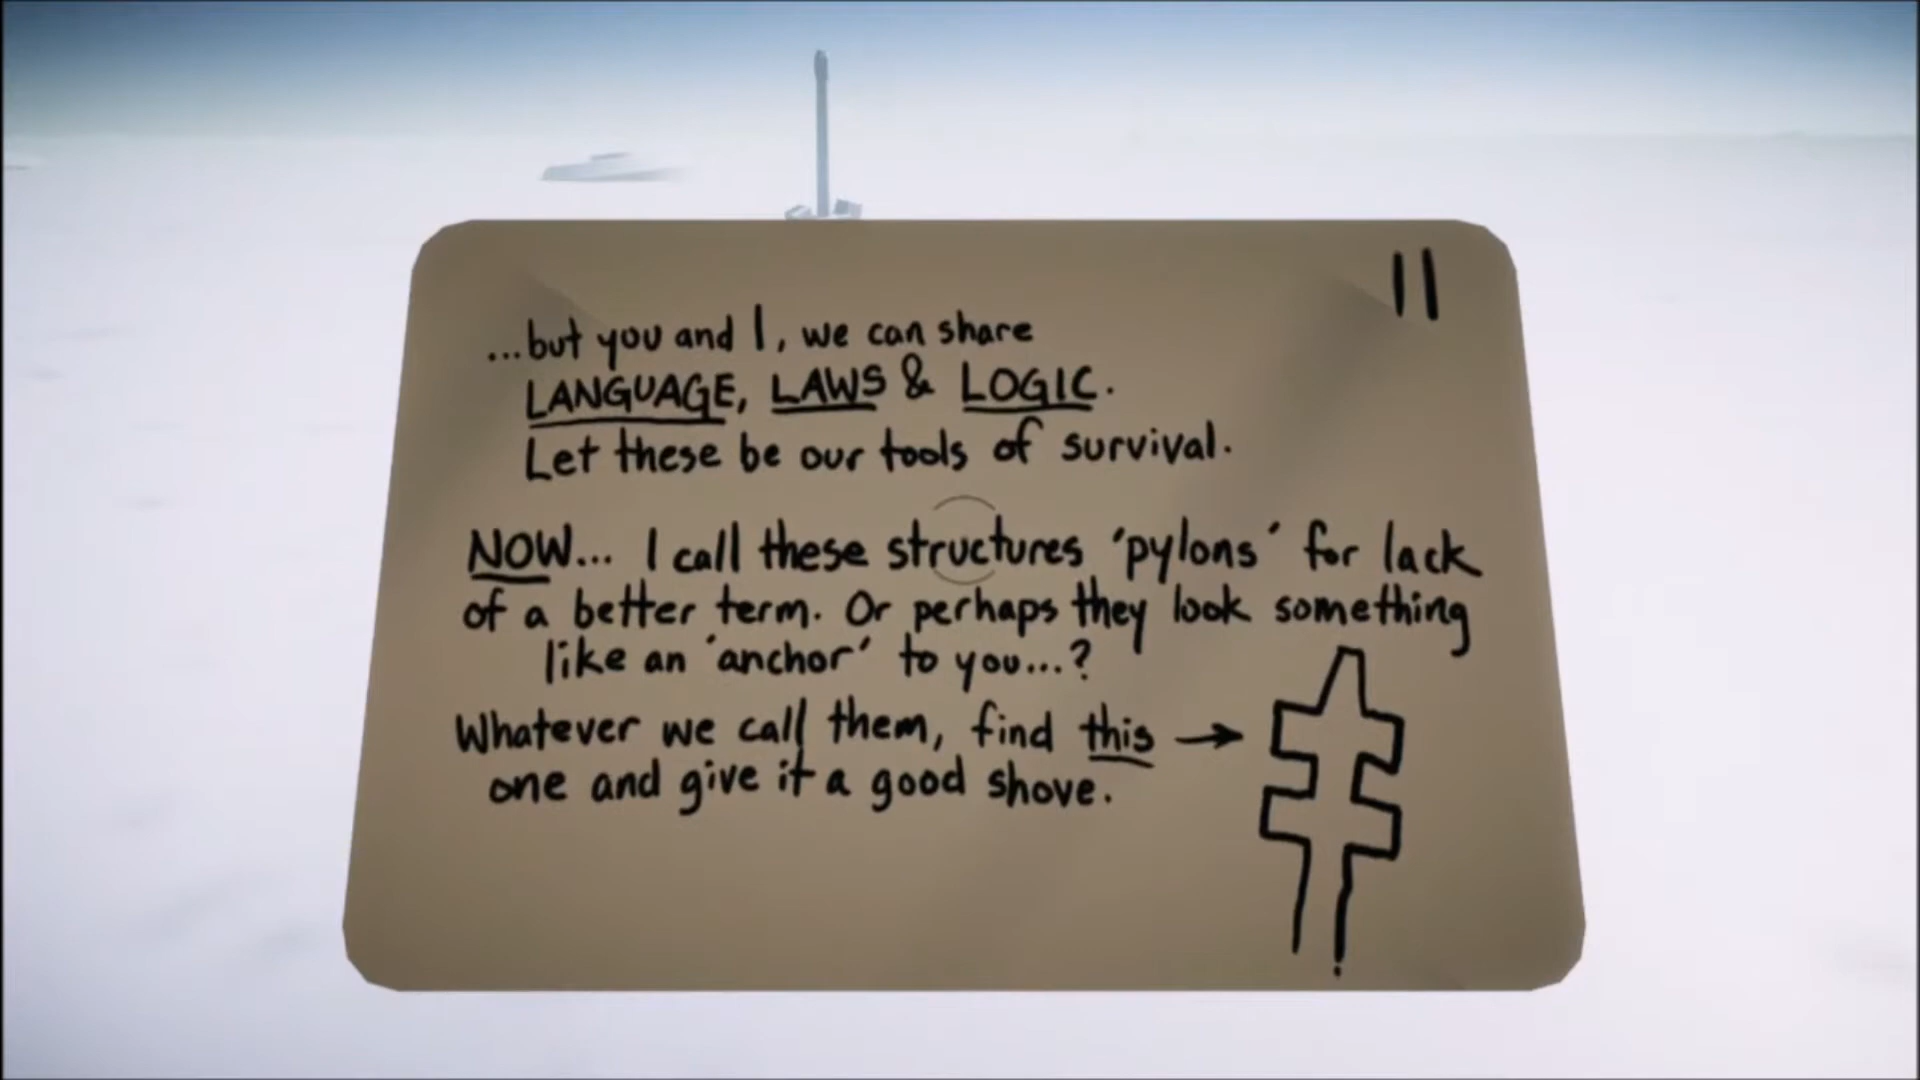 11
...but you and I, we can share
LANGUAGE, LAWS & LOGIC.
Let these be our tools of survival.
NOW... I call these structures 'pylons' for lack
of a better term. Or perhaps they look something
like an 'anchor' to you...?
Whatever we call them, find this →
one and give it a good shove.